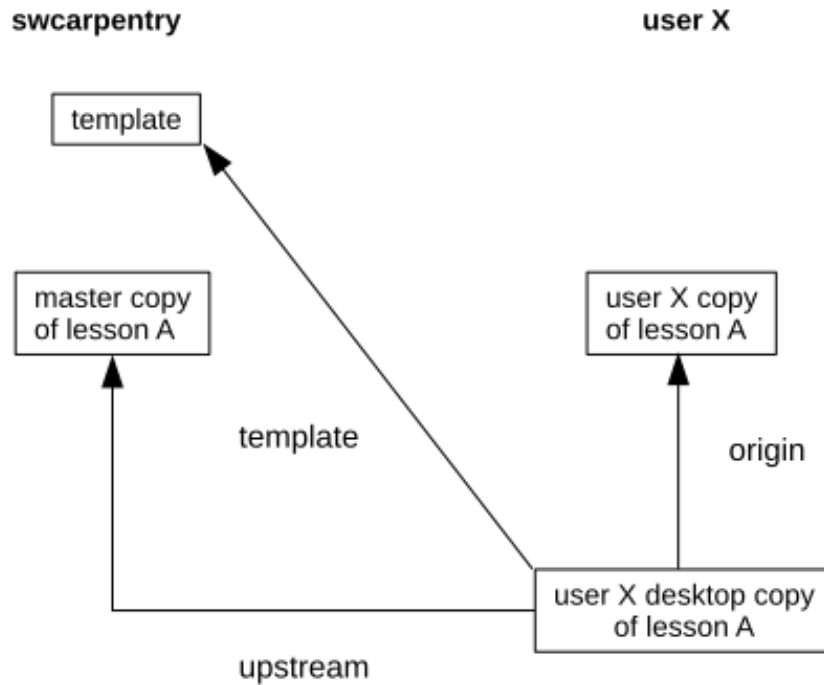 swcarpentry
user X
template
master copy
of lesson A
user X copy
of lesson A
template
origin
user X desktop copy
of lesson A
upstream